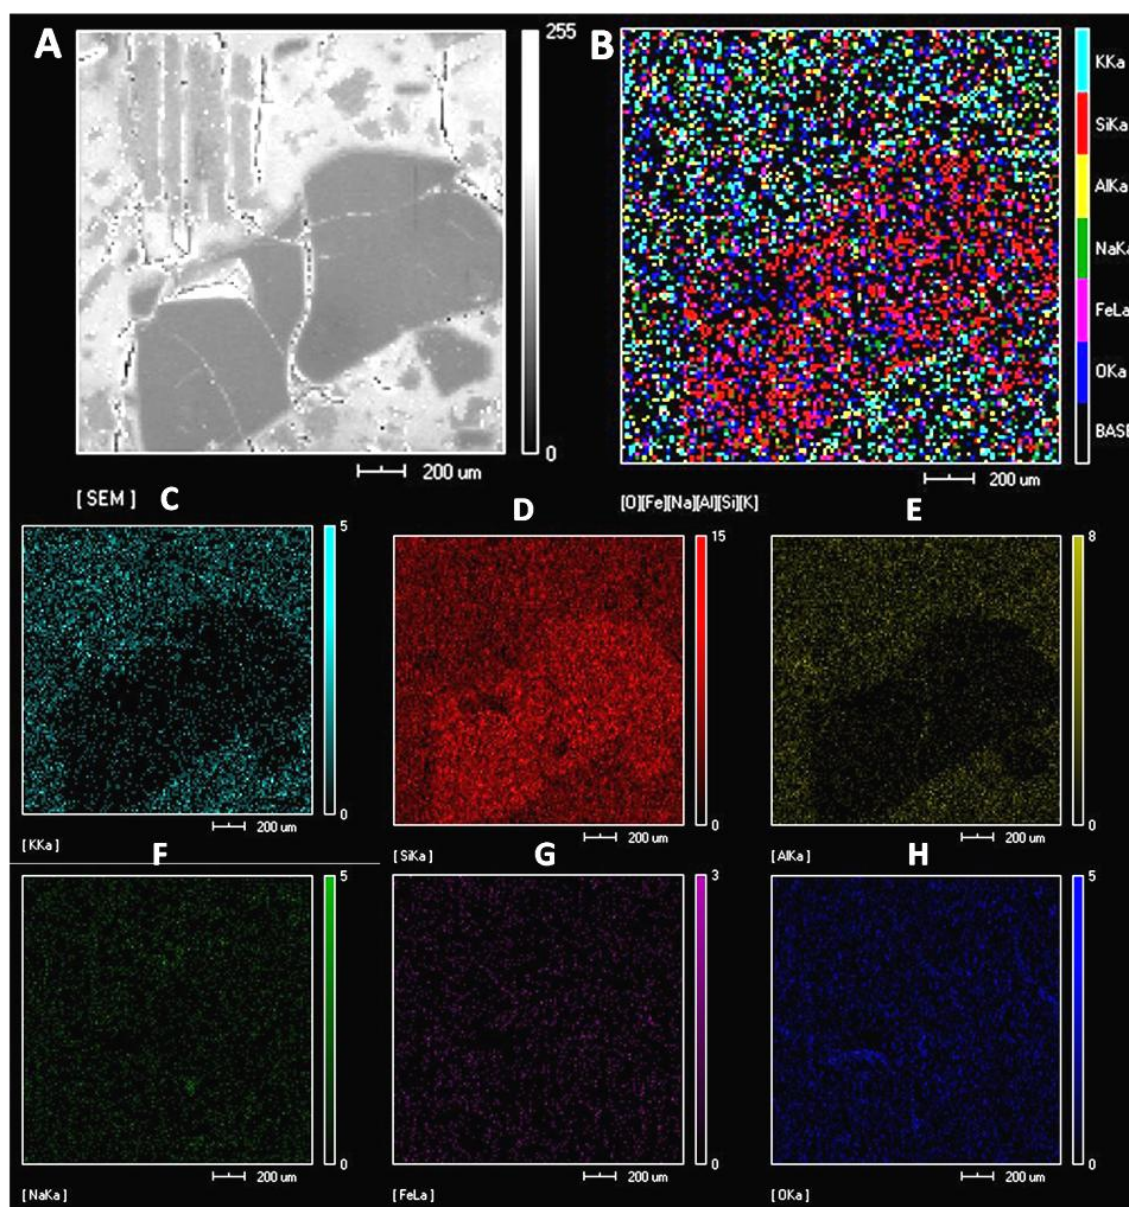 A
255
0
200 um
[ SEM ]
B
KKa
SiKa
AlKa
NaKa
FeLa
OKa
BASE
200 um
[O][Fe][Na][Al][Si][K]
C
5
0
200 um
[ KKa ]
D
15
0
200 um
[ SiKa ]
E
8
0
200 um
[ AlKa ]
F
5
0
200 um
[ NaKa ]
G
3
0
200 um
[ FeLa ]
H
5
0
200 um
[ OKa ]